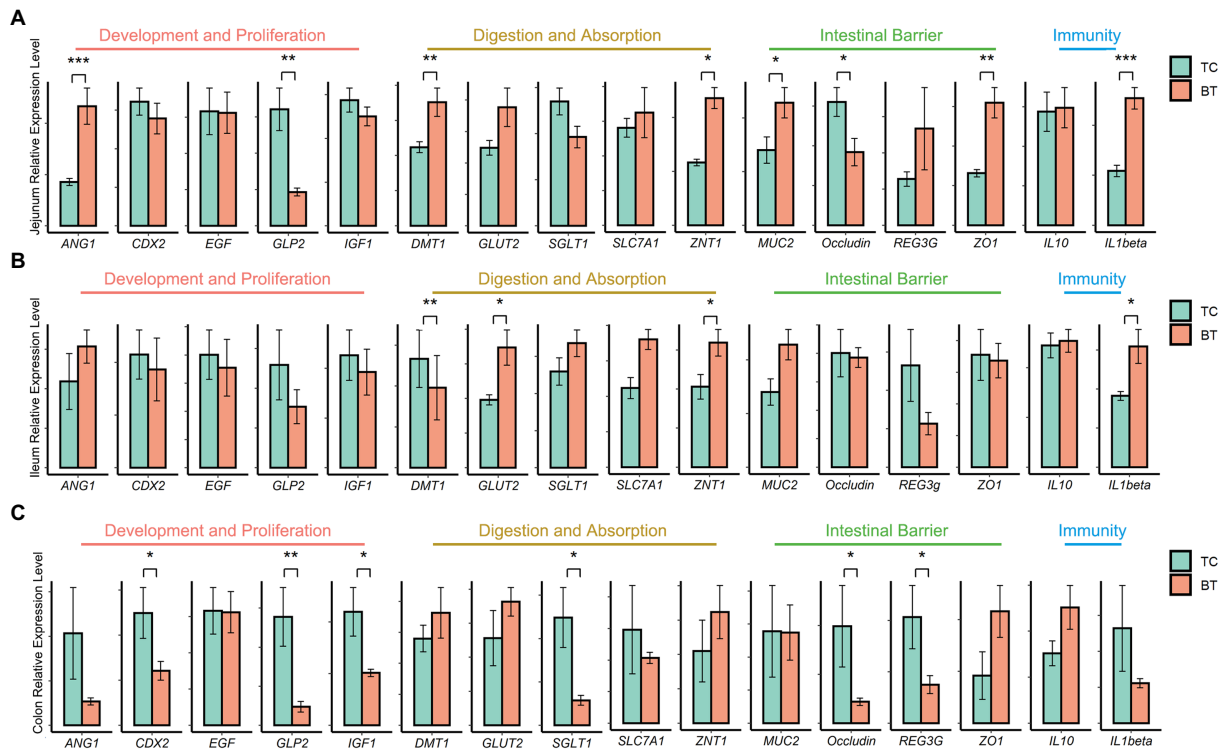 A
Development and Proliferation
Digestion and Absorption
Intestinal Barrier
Immunity
*** ** ** * * * ** ***
TC
BT
Jejunum Relative Expression Level
ANG1 CDX2 EGF GLP2 IGF1 DMT1 GLUT2 SGLT1 SLC7A1 ZNT1 MUC2 Occludin REG3G ZO1 IL10 IL1beta
B
Development and Proliferation
Digestion and Absorption
Intestinal Barrier
Immunity
** * * *
TC
BT
Ileum Relative Expression Level
ANG1 CDX2 EGF GLP2 IGF1 DMT1 GLUT2 SGLT1 SLC7A1 ZNT1 MUC2 Occludin REG3g ZO1 IL10 IL1beta
C
Development and Proliferation
Digestion and Absorption
Intestinal Barrier
Immunity
* ** * * * *
TC
BT
Colon Relative Expression Level
ANG1 CDX2 EGF GLP2 IGF1 DMT1 GLUT2 SGLT1 SLC7A1 ZNT1 MUC2 Occludin REG3G ZO1 IL10 IL1beta